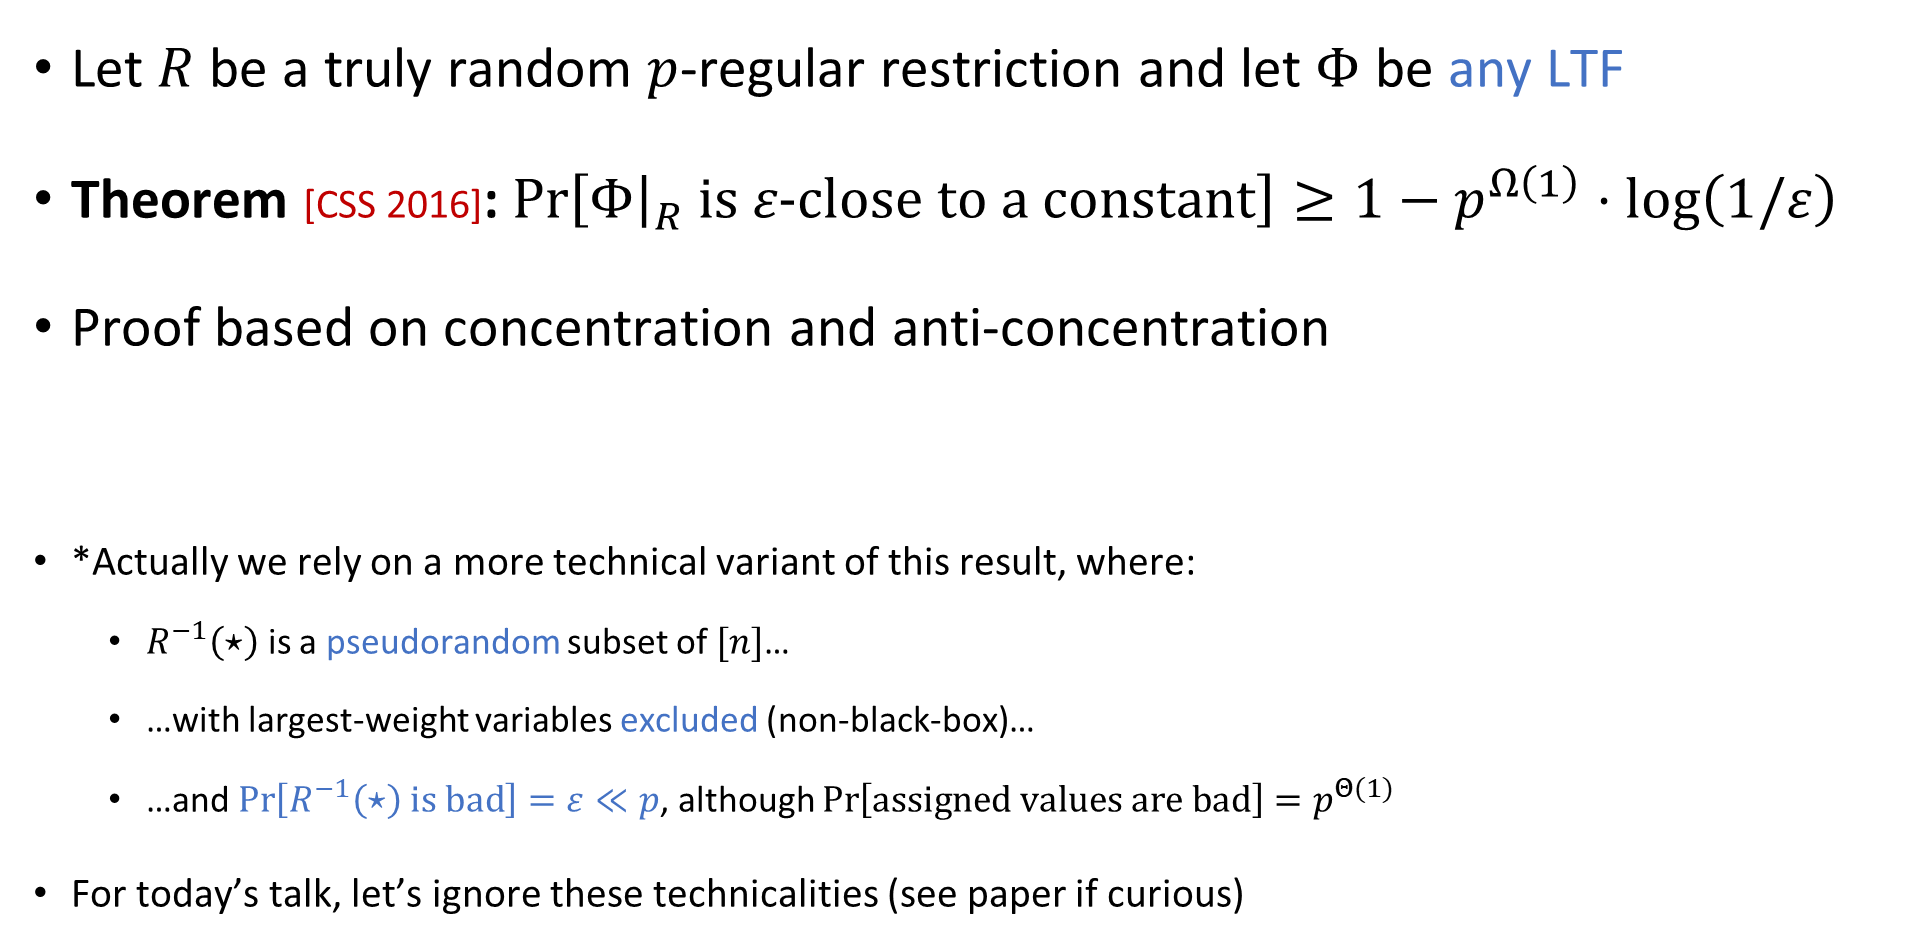 • Let 𝑅 be a truly random 𝑝-regular restriction and let Φ be any LTF
• Theorem [CSS 2016]: Pr[Φ|_𝑅 is 𝜀-close to a constant] ≥ 1 − 𝑝^Ω(1) · log(1/𝜀)
• Proof based on concentration and anti-concentration
• *Actually we rely on a more technical variant of this result, where:
• 𝑅^−1(⋆) is a pseudorandom subset of [𝑛]…
• …with largest-weight variables excluded (non-black-box)…
• …and Pr[𝑅^−1(⋆) is bad] = 𝜀 ≪ 𝑝, although Pr[assigned values are bad] = 𝑝^Θ(1)
• For today’s talk, let’s ignore these technicalities (see paper if curious)